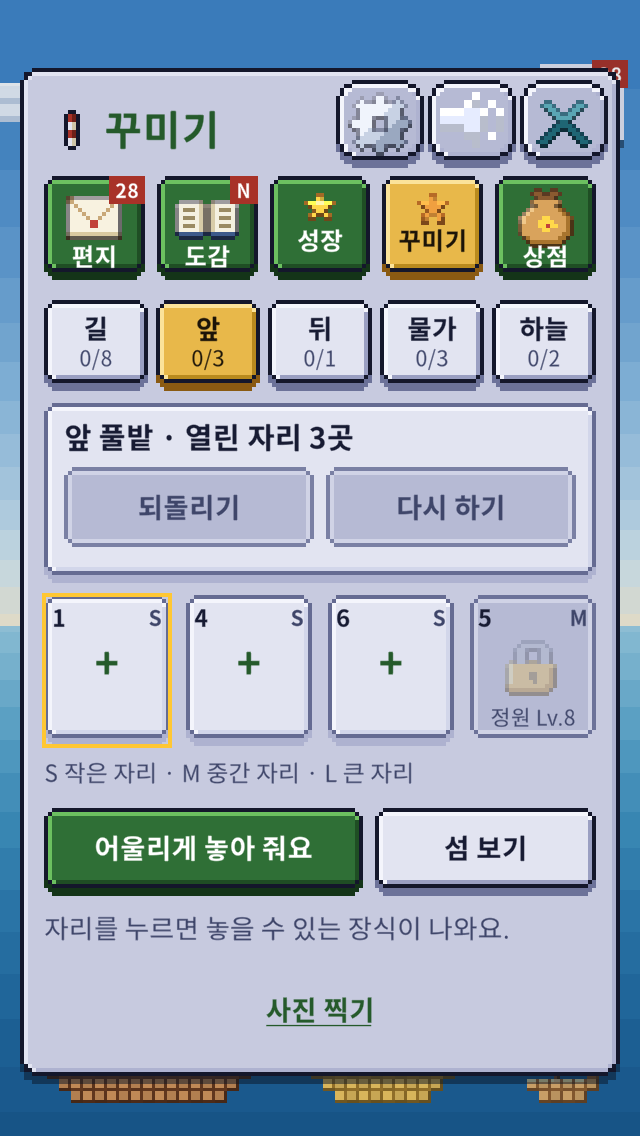 꾸미기
28
N
편지
도감
성장
꾸미기
상점
길
0/8
앞
0/3
뒤
0/1
물가
0/3
하늘
0/2
앞 풀밭 · 열린 자리 3곳
되돌리기
다시 하기
1 S
+
4 S
+
6 S
+
5 M
정원 Lv.8
S 작은 자리 · M 중간 자리 · L 큰 자리
어울리게 놓아 줘요
섬 보기
자리를 누르면 놓을 수 있는 장식이 나와요.
사진 찍기